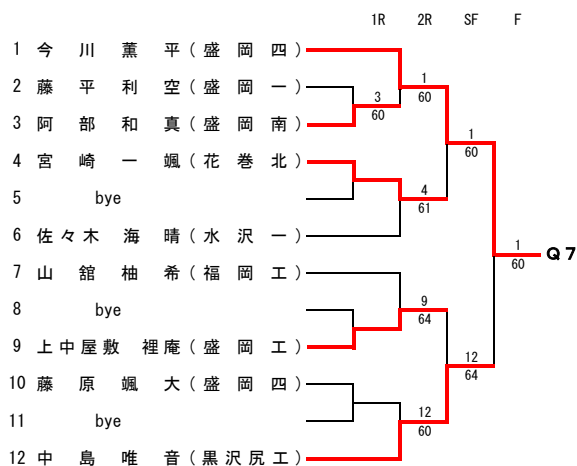 1R 2R SF F
1 今川薫平(盛岡四)
1
2 藤平利空(盛岡一)
3 60
60
3 阿部和真(盛岡南)
1
4 宮崎一颯(花巻北)
60
4
5 bye
61
6 佐々木海晴(水沢一)
1 Q7
7 山舘柚希(福岡工)
60
9
8 bye
64
9 上中屋敷裡庵(盛岡工)
12
10 藤原颯大(盛岡四)
64
12
11 bye
60
12 中島唯音(黒沢尻工)